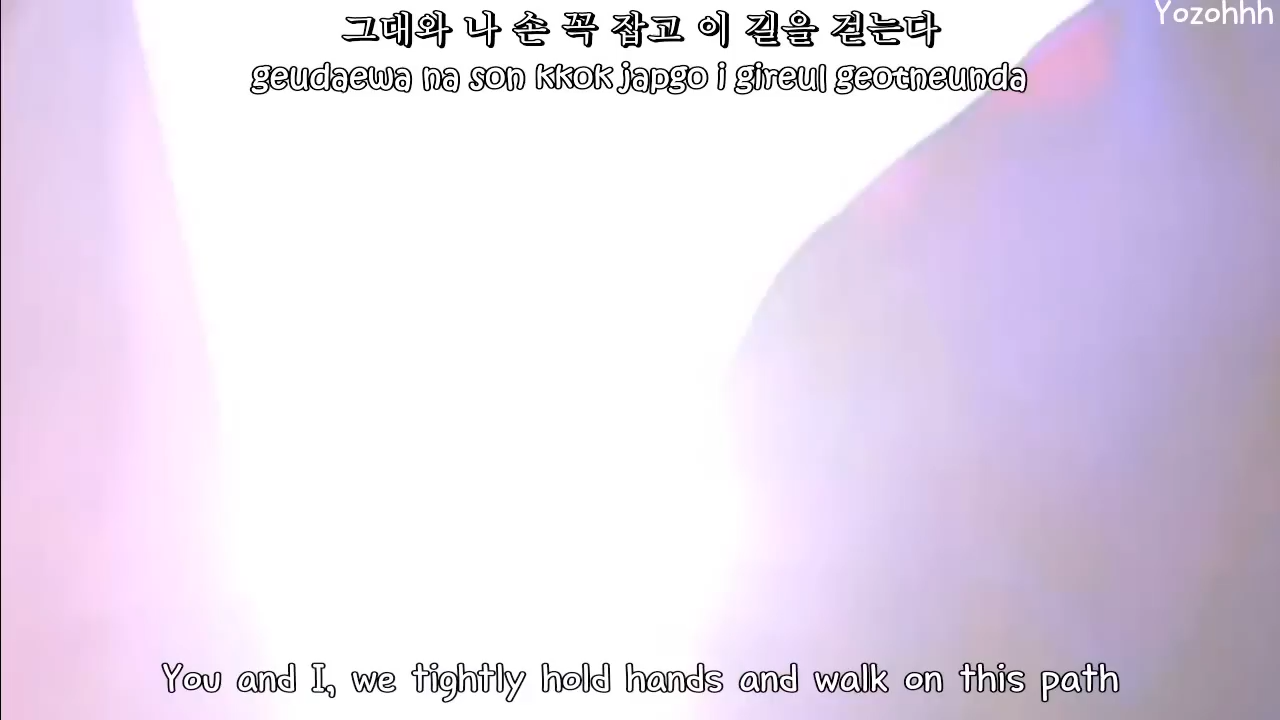 Yozohhh
그대와 나 손 꼭 잡고 이 길을 걷는다
geudaewa na son kkok japgo i gireul geotneunda
You and I, we tightly hold hands and walk on this path